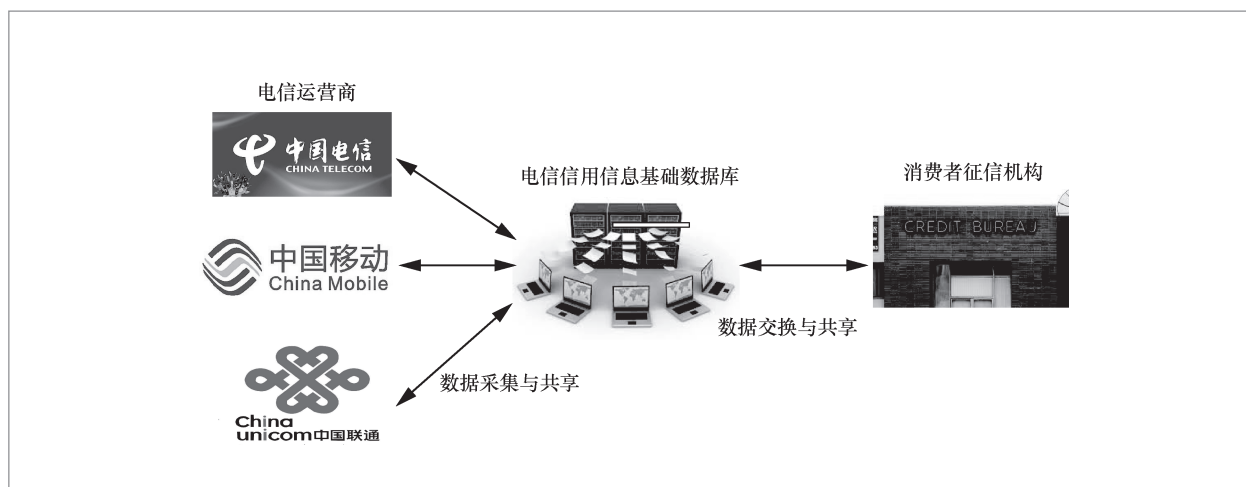 电信运营商
中国电信
CHINA TELECOM
中国移动
China Mobile
China
unicom中国联通
数据采集与共享
电信信用信息基础数据库
数据交换与共享
消费者征信机构
CREDIT BUREAU